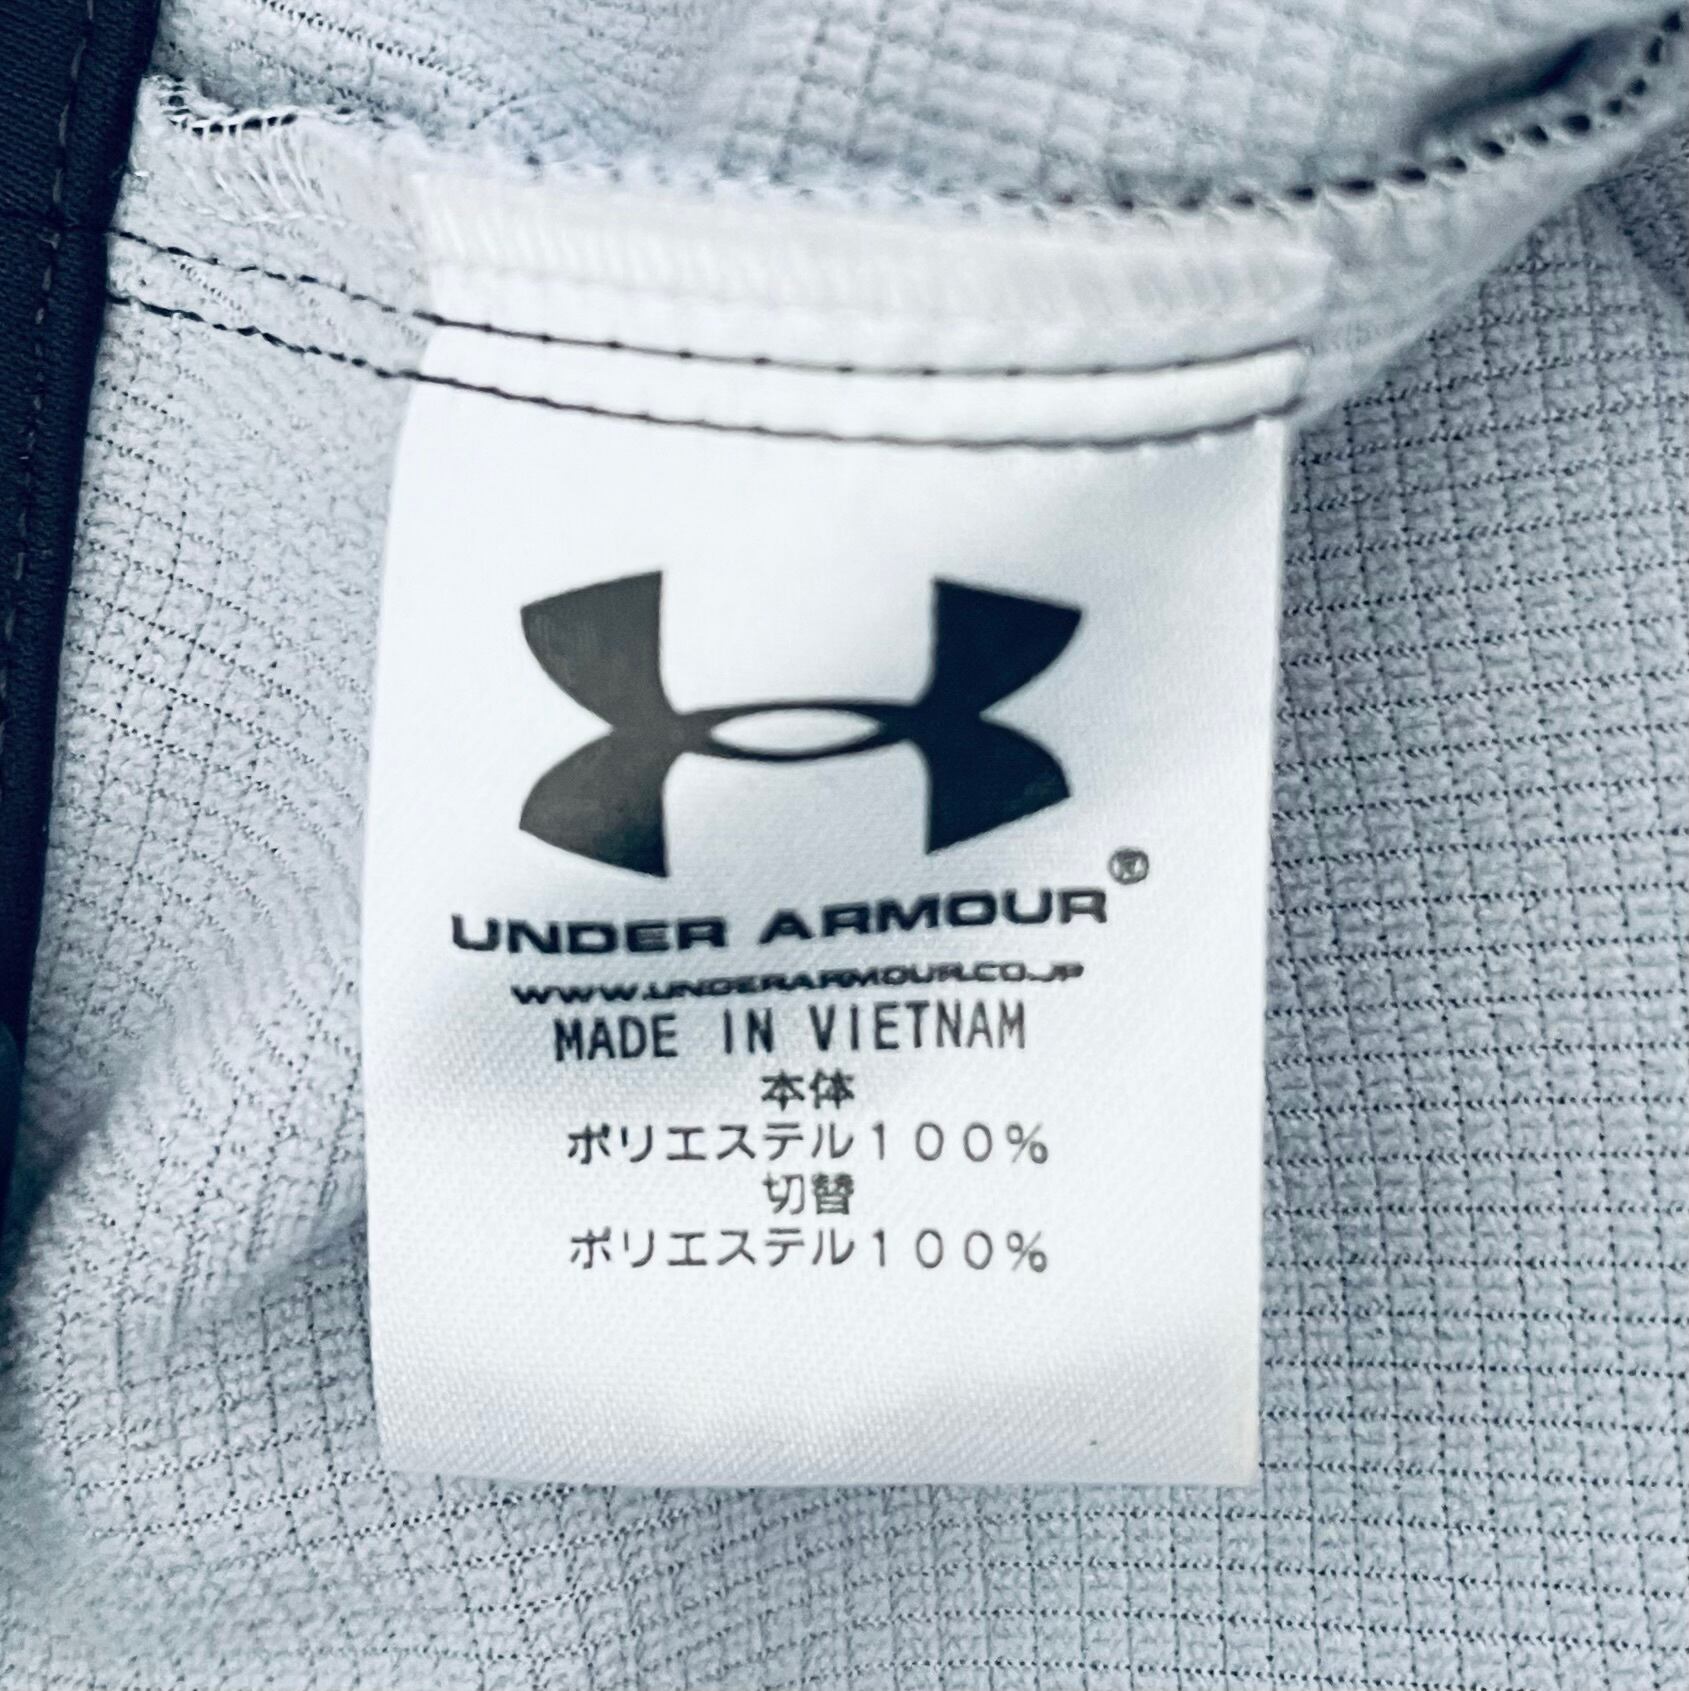 UNDER ARMOUR®
WWW.UNDERARMOUR.CO.JP
MADE IN VIETNAM
本体
ポリエステル100%
切替
ポリエステル100%